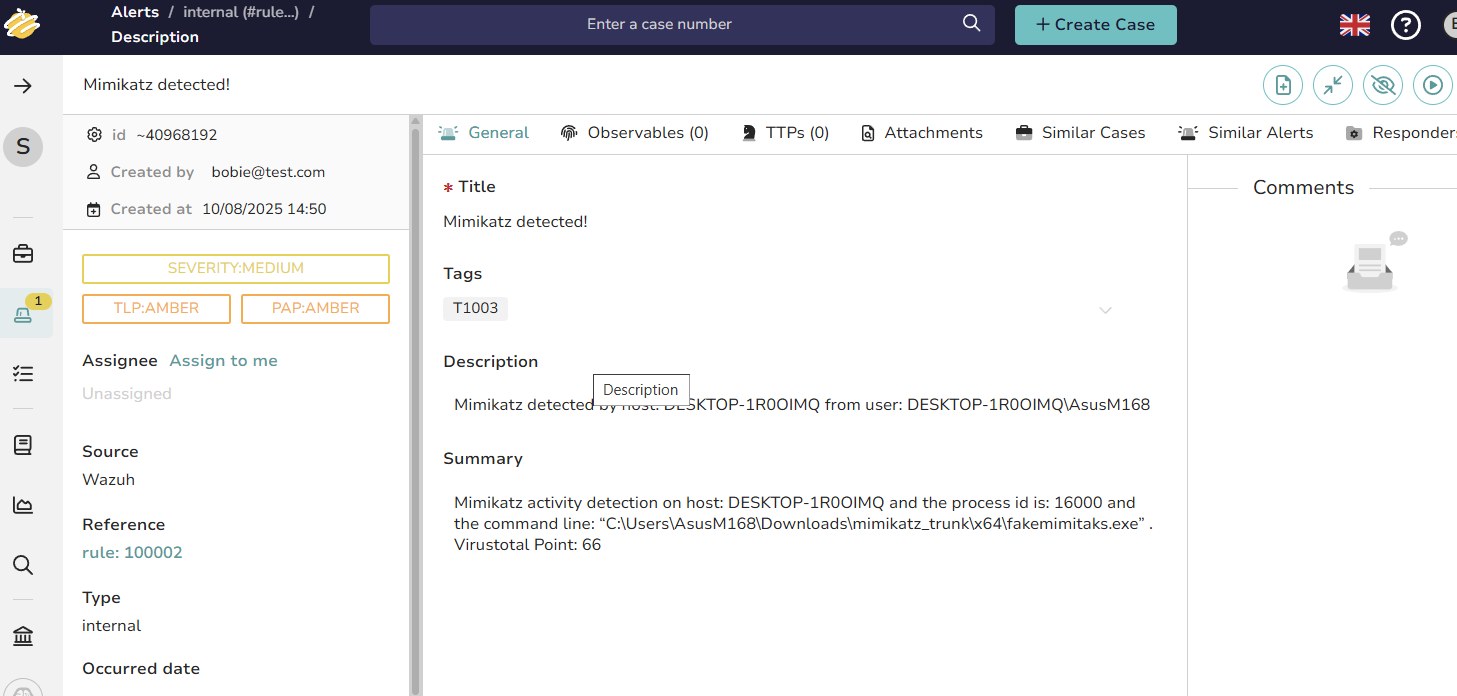 Alerts / internal (#rule...) /
Description
Enter a case number
+ Create Case
?
Mimikatz detected!
S
1
id ~40968192
Created by bobie@test.com
Created at 10/08/2025 14:50
SEVERITY:MEDIUM
TLP:AMBER PAP:AMBER
Assignee Assign to me
Unassigned
Source
Wazuh
Reference
rule: 100002
Type
internal
Occurred date
General Observables (0) TTPs (0) Attachments Similar Cases Similar Alerts Responders
* Title
Mimikatz detected!
Tags
T1003
Description
Description
Mimikatz detected by host: DESKTOP-1R0OIMQ from user: DESKTOP-1R0OIMQ\AsusM168
Summary
Mimikatz activity detection on host: DESKTOP-1R0OIMQ and the process id is: 16000 and
the command line: “C:\Users\AsusM168\Downloads\mimikatz_trunk\x64\fakemimitaks.exe” .
Virustotal Point: 66
Comments